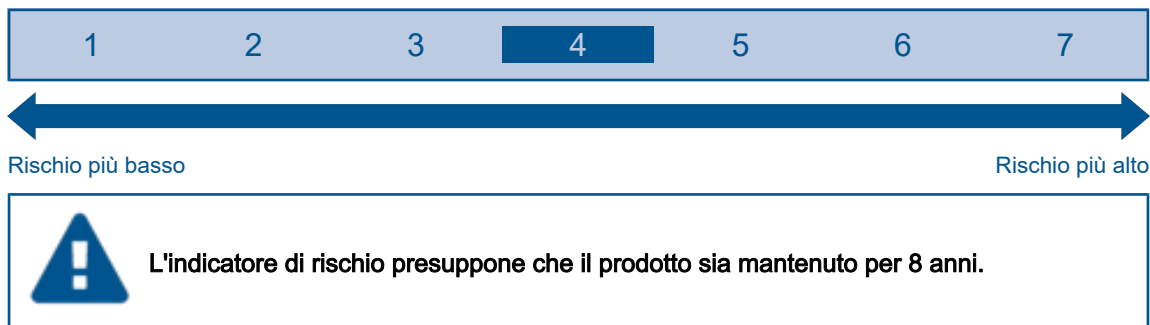 1 2 3 4 5 6 7
Rischio più basso Rischio più alto
L'indicatore di rischio presuppone che il prodotto sia mantenuto per 8 anni.